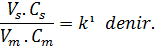 Vₛ.Cₛ / Vₘ.Cₘ = k¹ denir.